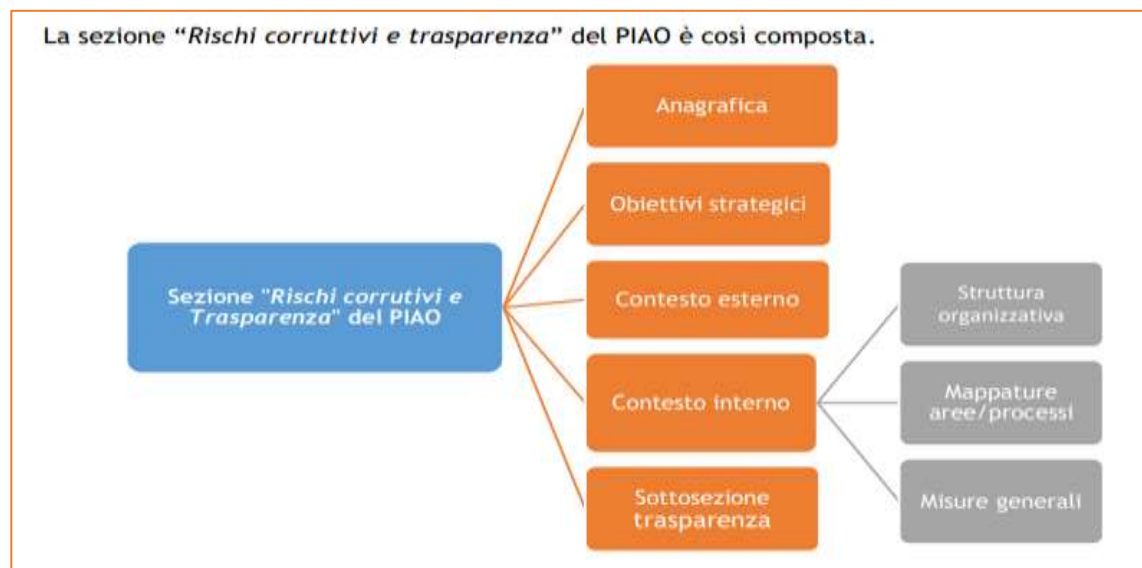 La sezione “Rischi corruttivi e trasparenza” del PIAO è così composta.
Anagrafica
Obiettivi strategici
Sezione "Rischi corrutivi e
Trasparenza" del PIAO
Contesto esterno
Contesto interno
Sottosezione
trasparenza
Struttura
organizzativa
Mappature
aree/processi
Misure generali